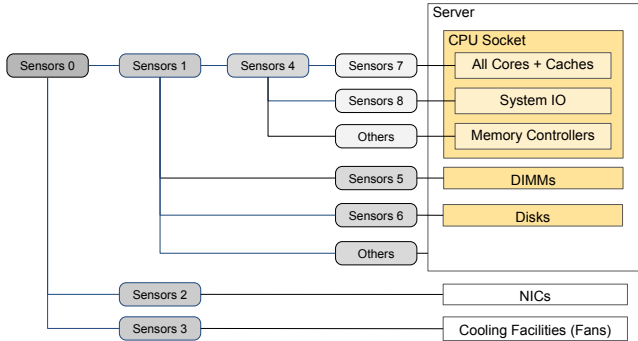 Server
CPU Socket
Sensors 0
Sensors 1
Sensors 4
Sensors 7
All Cores + Caches
Sensors 8
System IO
Others
Memory Controllers
Sensors 5
DIMMs
Sensors 6
Disks
Others
Sensors 2
NICs
Sensors 3
Cooling Facilities (Fans)